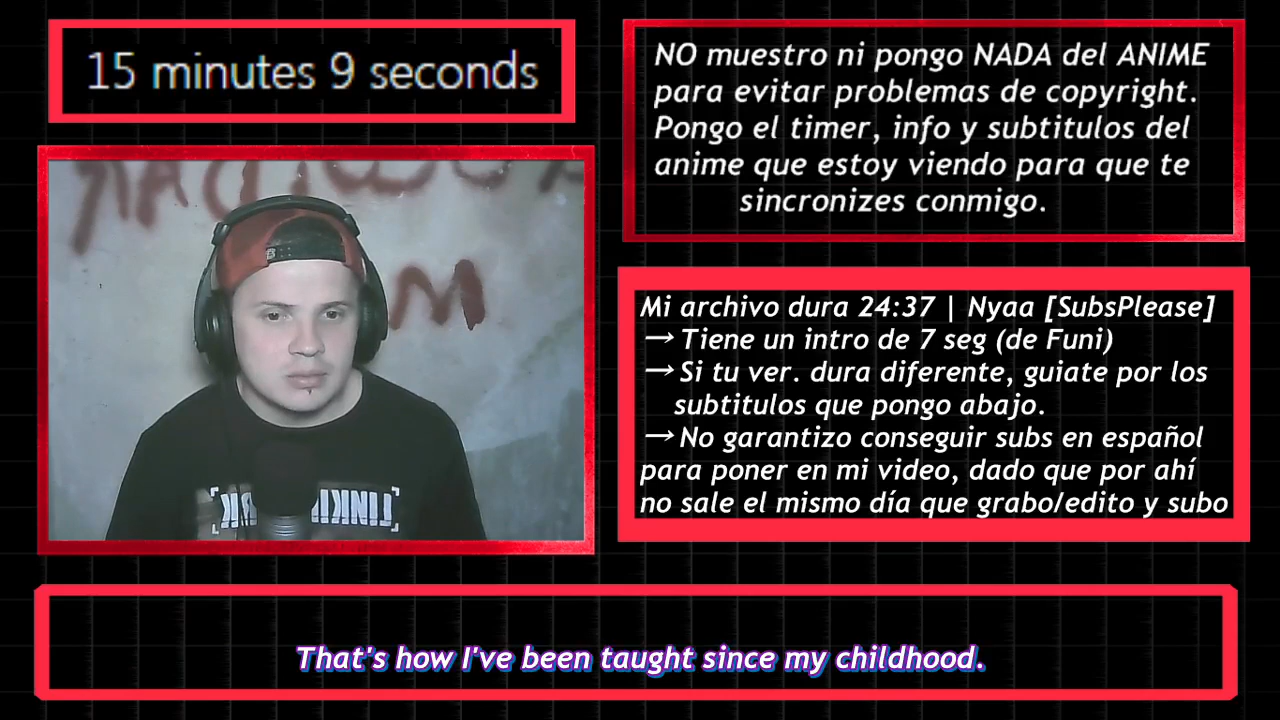 15 minutes 9 seconds
NO muestro ni pongo NADA del ANIME
para evitar problemas de copyright.
Pongo el timer, info y subtitulos del
anime que estoy viendo para que te
sincronizes conmigo.
Mi archivo dura 24:37 | Nyaa [SubsPlease]
→ Tiene un intro de 7 seg (de Funi)
→ Si tu ver. dura diferente, guiate por los
subtitulos que pongo abajo.
→ No garantizo conseguir subs en español
para poner en mi video, dado que por ahí
no sale el mismo día que grabo/edito y subo
That's how I've been taught since my childhood.